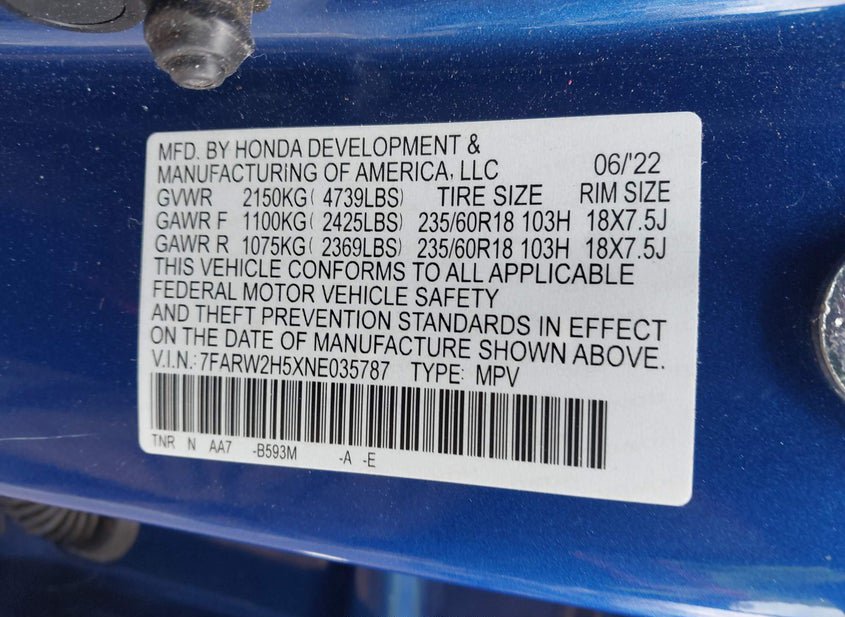 MFD. BY HONDA DEVELOPMENT &
MANUFACTURING OF AMERICA, LLC 06/'22
GVWR 2150KG( 4739LBS) TIRE SIZE RIM SIZE
GAWR F 1100KG( 2425LBS) 235/60R18 103H 18X7.5J
GAWR R 1075KG( 2369LBS) 235/60R18 103H 18X7.5J
THIS VEHICLE CONFORMS TO ALL APPLICABLE
FEDERAL MOTOR VEHICLE SAFETY
AND THEFT PREVENTION STANDARDS IN EFFECT
ON THE DATE OF MANUFACTURE SHOWN ABOVE.
V.I.N.: 7FARW2H5XNE035787 TYPE: MPV
TNR N AA7 -B593M -A -E